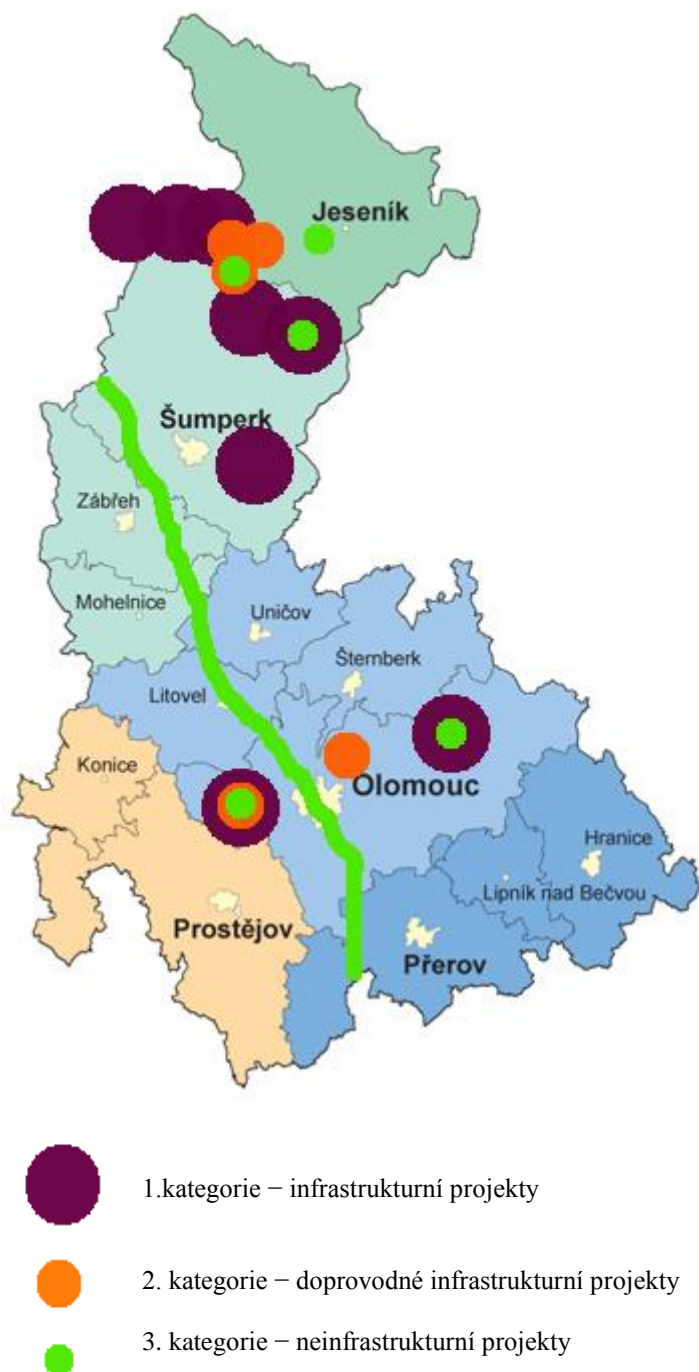 Jeseník
Šumperk
Zábřeh
Mohelnice
Uničov
Šternberk
Litovel
Konice
Olomouc
Hranice
Lipník nad Bečvou
Prostějov
Přerov
1.kategorie − infrastrukturní projekty
2. kategorie − doprovodné infrastrukturní projekty
3. kategorie − neinfrastrukturní projekty